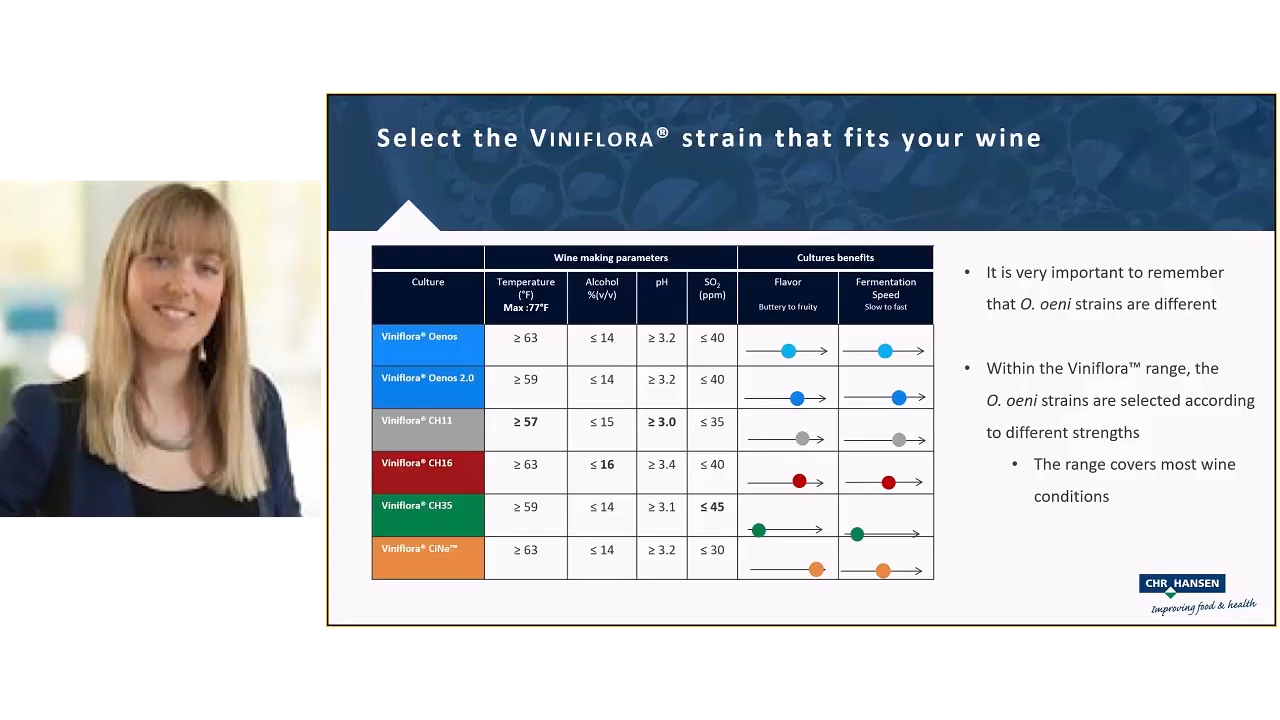 Select the VINIFLORA® strain that fits your wine
Wine making parameters
Cultures benefits
Culture
Temperature
(°F)
Max :77°F
Alcohol
%(v/v)
pH
SO2
(ppm)
Flavor
Buttery to fruity
Fermentation
Speed
Slow to fast
Viniflora® Oenos ≥ 63 ≤ 14 ≥ 3.2 ≤ 40
Viniflora® Oenos 2.0 ≥ 59 ≤ 14 ≥ 3.2 ≤ 40
Viniflora® CH11 ≥ 57 ≤ 15 ≥ 3.0 ≤ 35
Viniflora® CH16 ≥ 63 ≤ 16 ≥ 3.4 ≤ 40
Viniflora® CH35 ≥ 59 ≤ 14 ≥ 3.1 ≤ 45
Viniflora® CiNe™ ≥ 63 ≤ 14 ≥ 3.2 ≤ 30
• It is very important to remember
that O. oeni strains are different
• Within the Viniflora™ range, the
O. oeni strains are selected according
to different strengths
• The range covers most wine
conditions
CHR HANSEN
Improving food & health